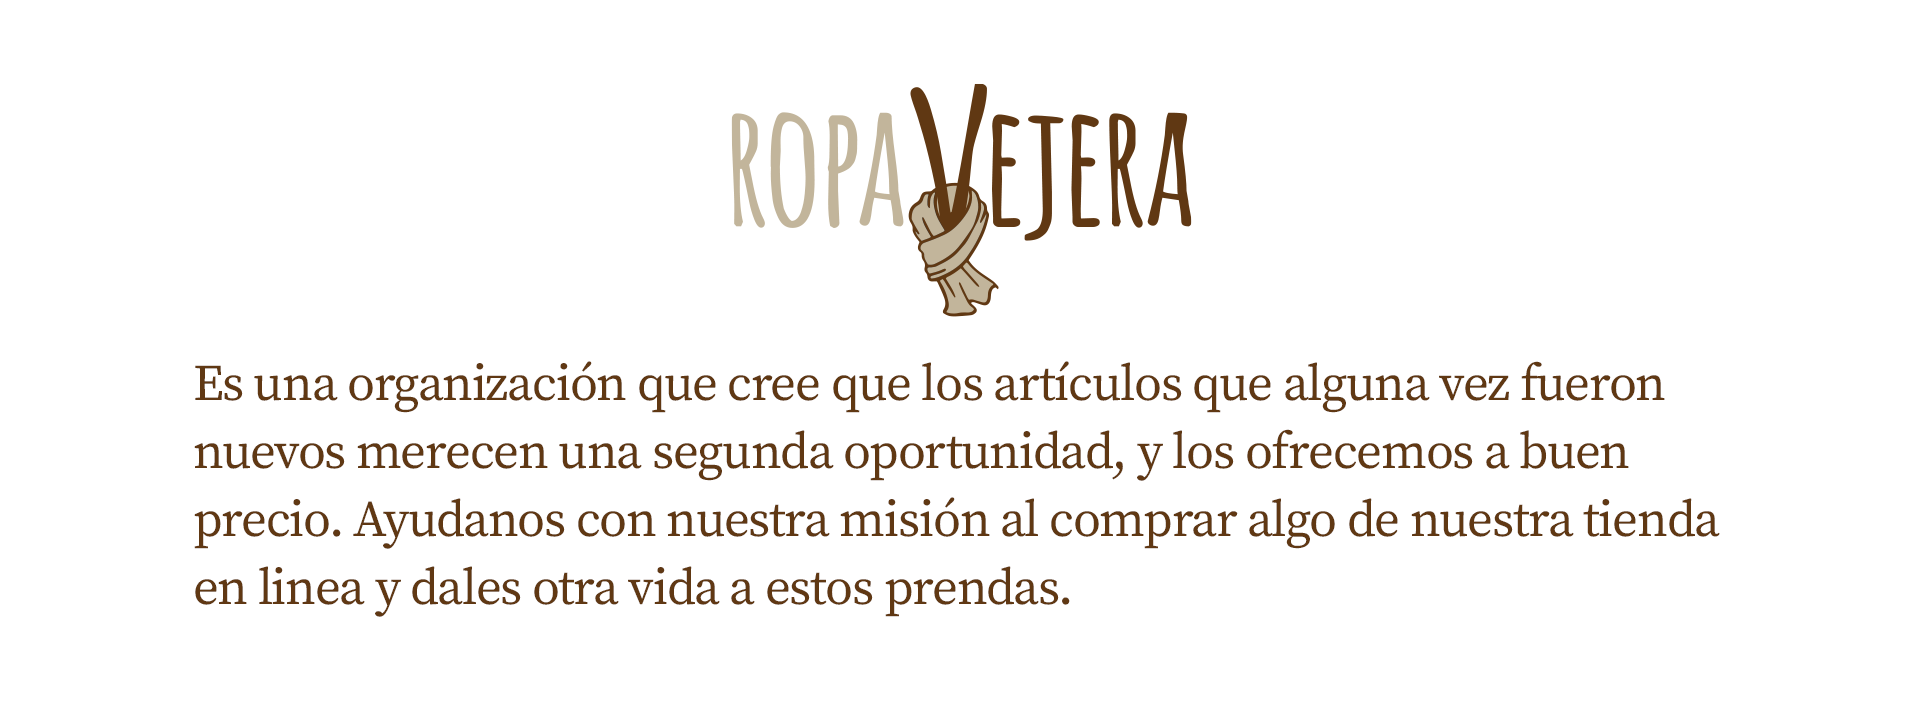 ROPAVEJERA
Es una organización que cree que los artículos que alguna vez fueron
nuevos merecen una segunda oportunidad, y los ofrecemos a buen
precio. Ayudanos con nuestra misión al comprar algo de nuestra tienda
en linea y dales otra vida a estos prendas.